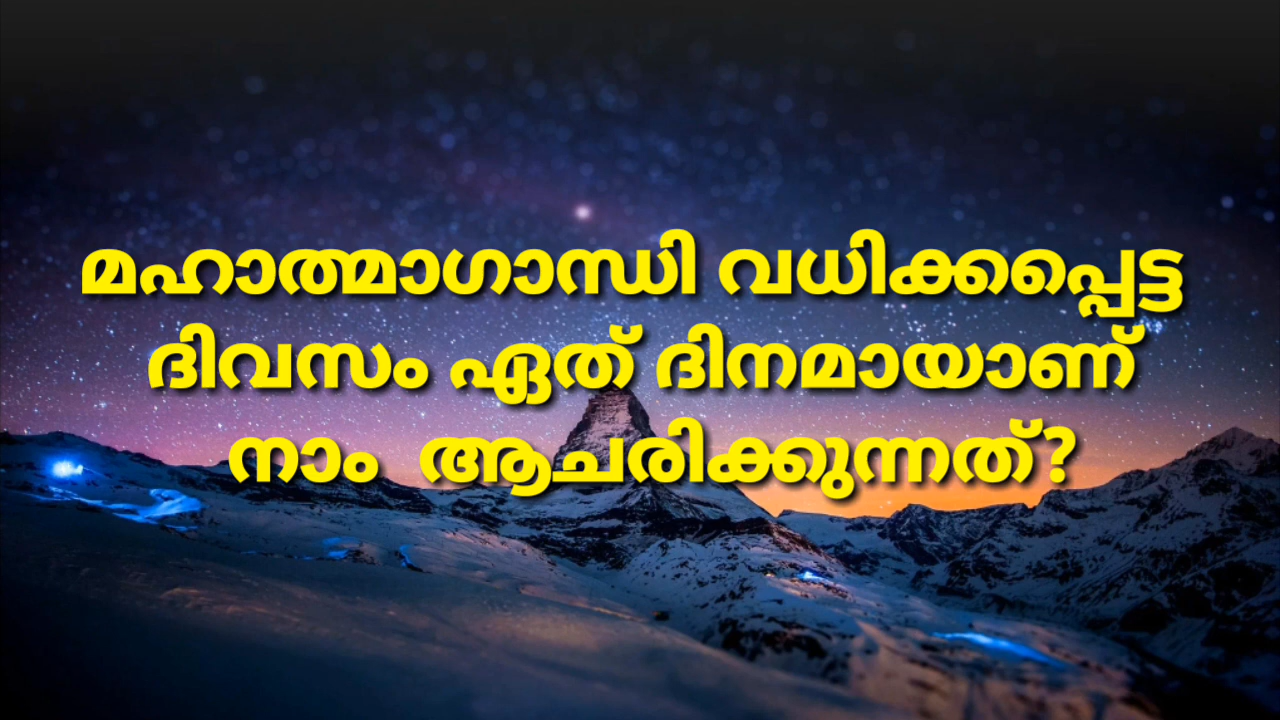 മഹാത്മാഗാന്ധി വധിക്കപ്പെട്ട
ദിവസം ഏത് ദിനമായാണ്
നാം ആചരിക്കുന്നത്?